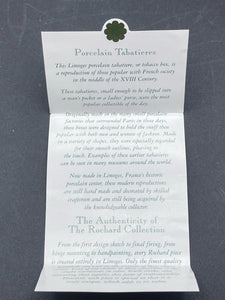 Porcelain Tabatieres
This Limoges porcelain tabatiere, or tobacco box, is
a reproduction of those popular with French society
in the middle of the XVIII Century.
These tabatieres, small enough to be slipped into
a man's pocket or a ladies' purse, were the most
popular collectible of the day.
Originally made in the many small porcelain
factories that surrounded Paris in those days,
these boxes were designed to hold the snuff then
popular with both men and women of fashion. Made
in a variety of shapes, they were especially regarded
for their smooth outlines, pleasing to the
touch. Examples of these earlier tabatieres
can be seen in many museums around the world.
Now made in Limoges, France's historic
porcelain center, these modern reproductions
are still hand made and decorated by skilled
craftsmen and are still being acquired by
the knowledgeable collector.
The Authenticity of
The Rochard Collection
From the first design sketch to final firing, from
hinge mounting to handpainting, every Rochard piece
is created entirely in Limoges. Only the finest quality